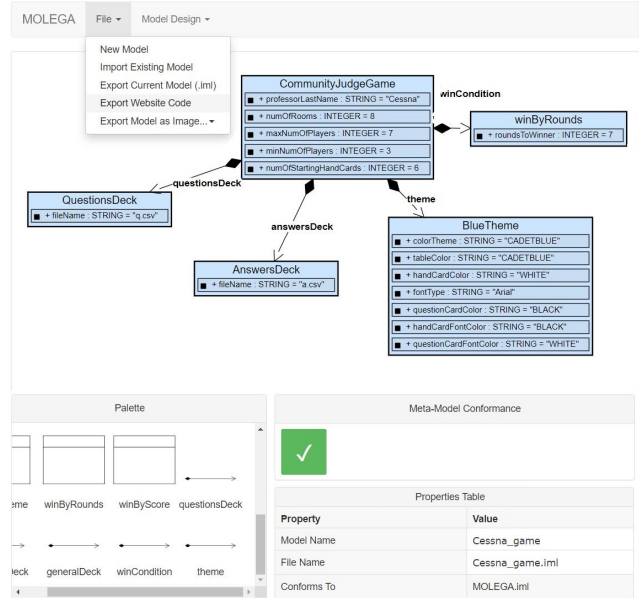 MOLEGA File Model Design
New Model
Import Existing Model
Export Current Model (.iml)
Export Website Code
Export Model as Image...
CommunityJudgeGame
+ professorLastName : STRING = "Cessna"
+ numOfRooms : INTEGER = 8
+ maxNumOfPlayers : INTEGER = 7
+ minNumOfPlayers : INTEGER = 3
+ numOfStartingHandCards : INTEGER = 6
winCondition
winByRounds
+ roundsToWinner : INTEGER = 7
questionsDeck
QuestionsDeck
+ fileName : STRING = "q.csv"
answersDeck
AnswersDeck
+ fileName : STRING = "a.csv"
theme
BlueTheme
+ colorTheme : STRING = "CADETBLUE"
+ tableColor : STRING = "CADETBLUE"
+ handCardColor : STRING = "WHITE"
+ fontType : STRING = "Arial"
+ questionCardColor : STRING = "BLACK"
+ handCardFontColor : STRING = "BLACK"
+ questionCardFontColor : STRING = "WHITE"
Palette
eme winByRounds winByScore questionsDeck
Deck generalDeck winCondition theme
Meta-Model Conformance
Properties Table
Property Value
Model Name Cessna_game
File Name Cessna_game.iml
Conforms To MOLEGA.iml